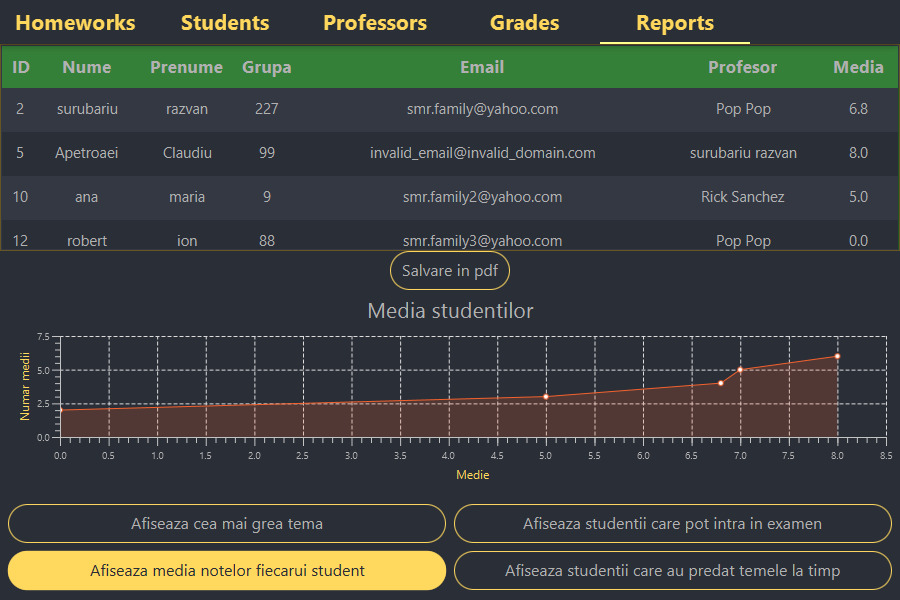 Homeworks Students Professors Grades Reports
ID Nume Prenume Grupa Email Profesor Media
2 surubariu razvan 227 smr.family@yahoo.com Pop Pop 6.8
5 Apetroaei Claudiu 99 invalid_email@invalid_domain.com surubariu razvan 8.0
10 ana maria 9 smr.family2@yahoo.com Rick Sanchez 5.0
12 robert ion 88 smr.family3@yahoo.com Pop Pop 0.0
Salvare in pdf
Media studentilor
Numar medii
7.5
5.0
2.5
0.0
0.0 0.5 1.0 1.5 2.0 2.5 3.0 3.5 4.0 4.5 5.0 5.5 6.0 6.5 7.0 7.5 8.0 8.5
Medie
Afiseaza cea mai grea tema Afiseaza studentii care pot intra in examen
Afiseaza media notelor fiecarui student Afiseaza studentii care au predat temele la timp